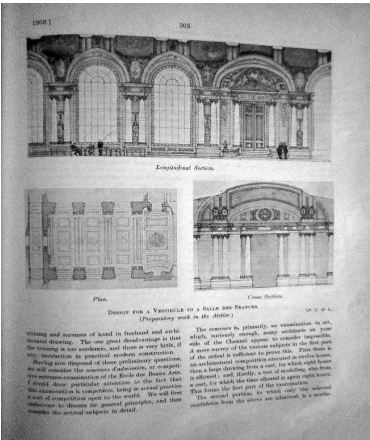 1908 ]
303
Longitudinal Section.
Plan.
Cross Section.
DESIGN FOR A VESTIBULE TO A SALLE DES SEANCES.
(Preparatory work in the Atelier.)
training and sureness of hand in freehand and archi-
tectural drawing. The one great disadvantage is that
the training is too academic, and there is very little, if
any, instruction in practical modern construction.
Having now disposed of these preliminary questions,
we will consider the concours d'admission, or competi-
tive entrance examination of the Ecole des Beaux Arts.
I would draw particular attention to the fact that
this examination is competitive, being in actual practice
a sort of competition open to the world. We will first
endeavour to discuss its general principles, and then
consider the several subjects in detail.
The concours is, primarily, an examination in art,
which, curiously enough, many architects on your
side of the Channel appear to consider impossible.
A mere survey of the various subjects in the first part
of the ordeal is sufficient to prove this. First there is
an architectural composition executed in twelve hours,
then a large drawing from a cast, for which eight hours
is allowed; and, thirdly, a test of modelling, also from
a cast, for which the time allowed is again eight hours.
This forms the first part of the examination.
The second portion, to which only the selected
candidates from the above are admitted, is a mathe-